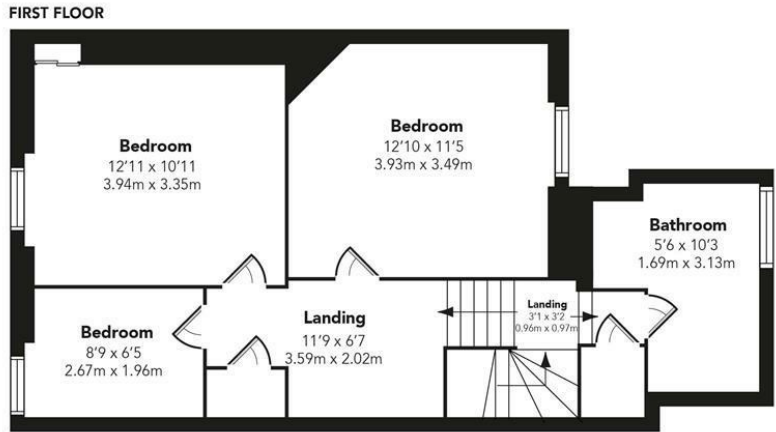 FIRST FLOOR
Bedroom
12'11 x 10'11
3.94m x 3.35m
Bedroom
12'10 x 11'5
3.93m x 3.49m
Bathroom
5'6 x 10'3
1.69m x 3.13m
Bedroom
8'9 x 6'5
2.67m x 1.96m
Landing
11'9 x 6'7
3.59m x 2.02m
Landing
3'1 x 3'2
0.96m x 0.97m